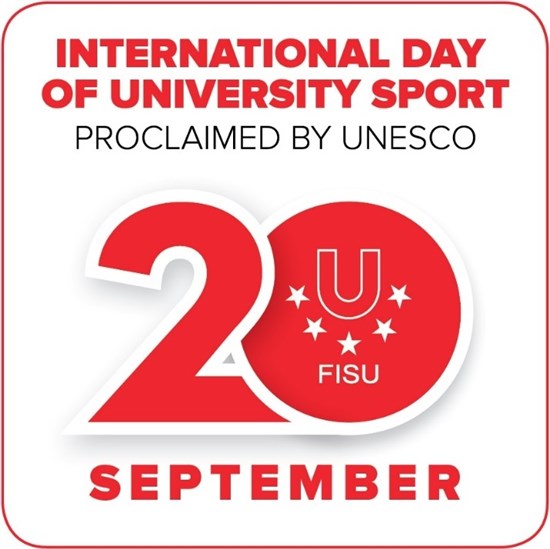 INTERNATIONAL DAY
OF UNIVERSITY SPORT
PROCLAIMED BY UNESCO
20
U
FISU
SEPTEMBER